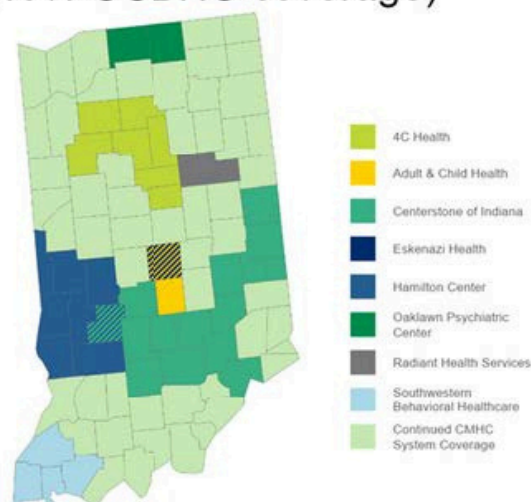 4C Health
Adult & Child Health
Centerstone of Indiana
Eskenazi Health
Hamilton Center
Oaklawn Psychiatric
Center
Radiant Health Services
Southwestern
Behavioral Healthcare
Continued CMHC
System Coverage